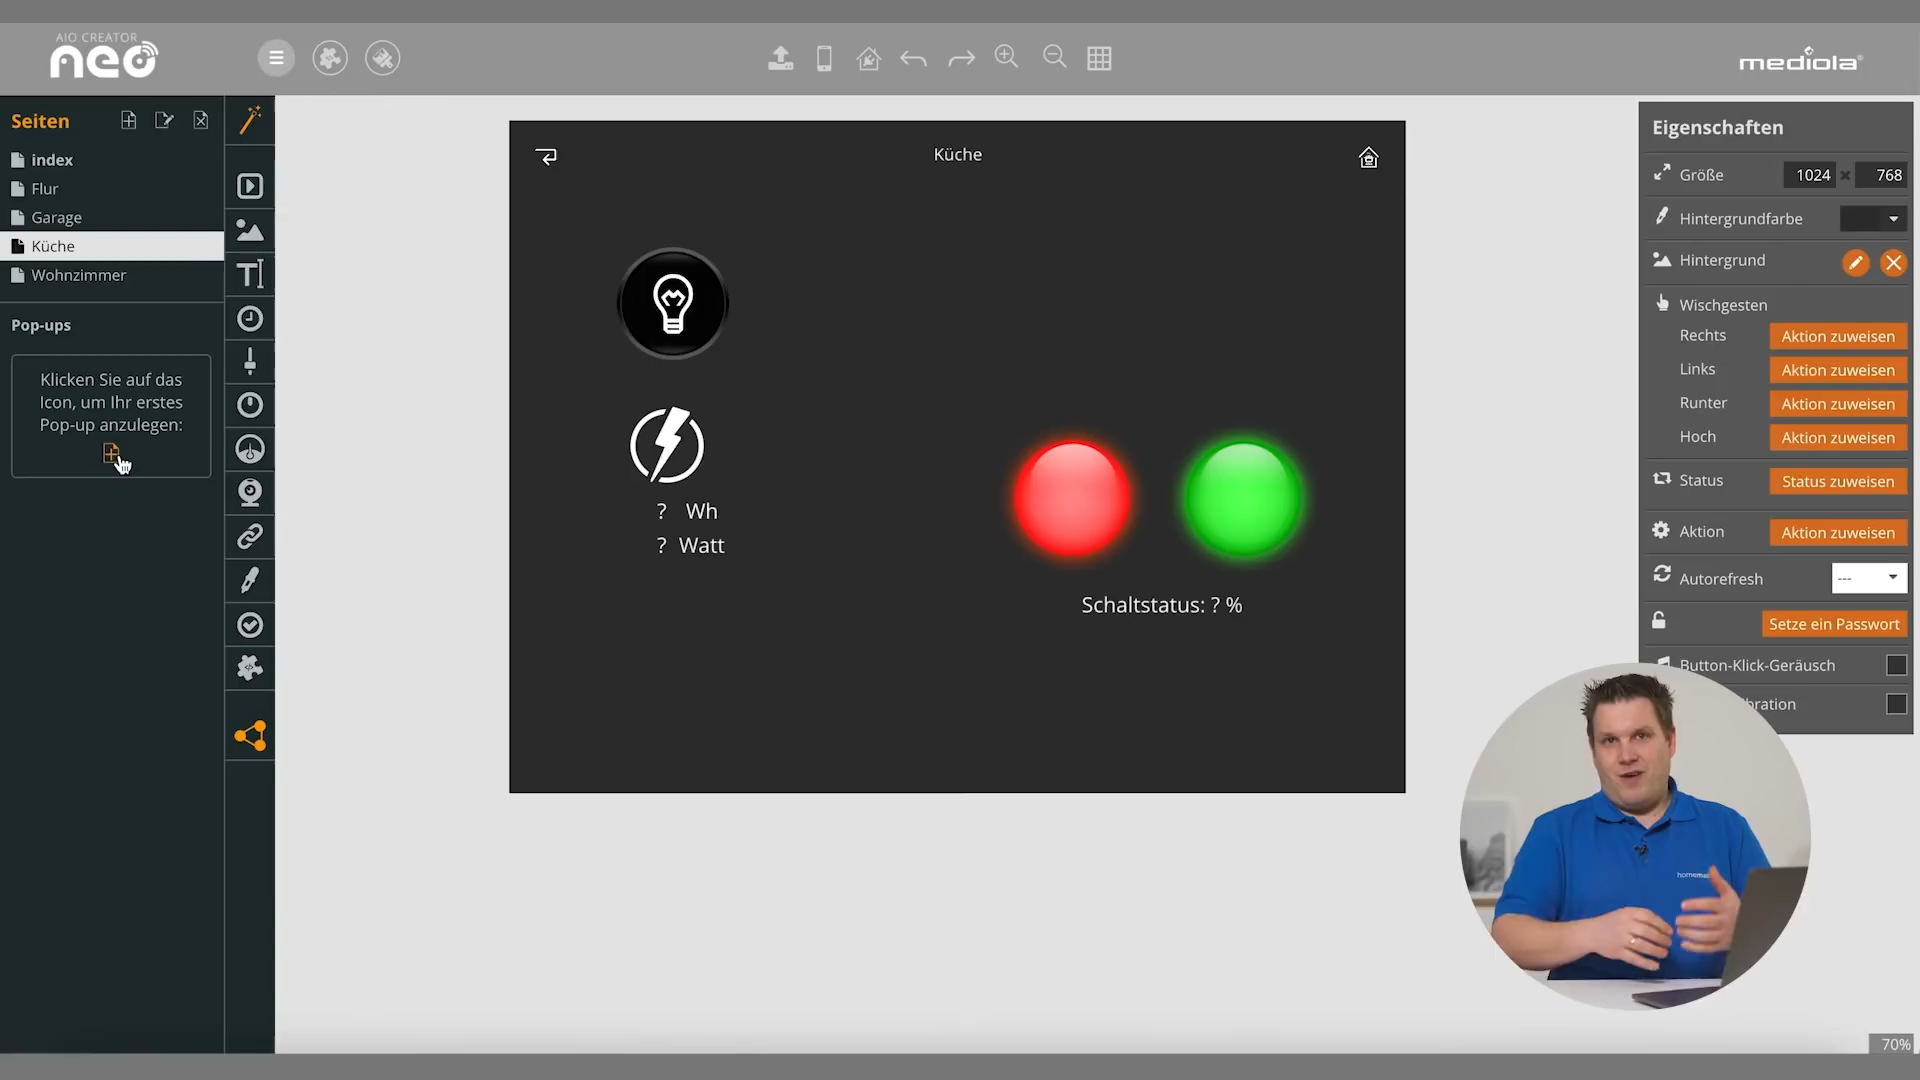 AIO CREATOR
neo
mediola®
Seiten
index
Flur
Garage
Küche
Wohnzimmer
Pop-ups
Klicken Sie auf das
Icon, um Ihr erstes
Pop-up anzulegen:
Küche
? Wh
? Watt
Schaltstatus: ? %
Eigenschaften
Größe 1024 × 768
Hintergrundfarbe
Hintergrund
Wischgesten
Rechts Aktion zuweisen
Links Aktion zuweisen
Runter Aktion zuweisen
Hoch Aktion zuweisen
Status Status zuweisen
Aktion Aktion zuweisen
Autorefresh ---
Setze ein Passwort
Button-Klick-Geräusch
70%